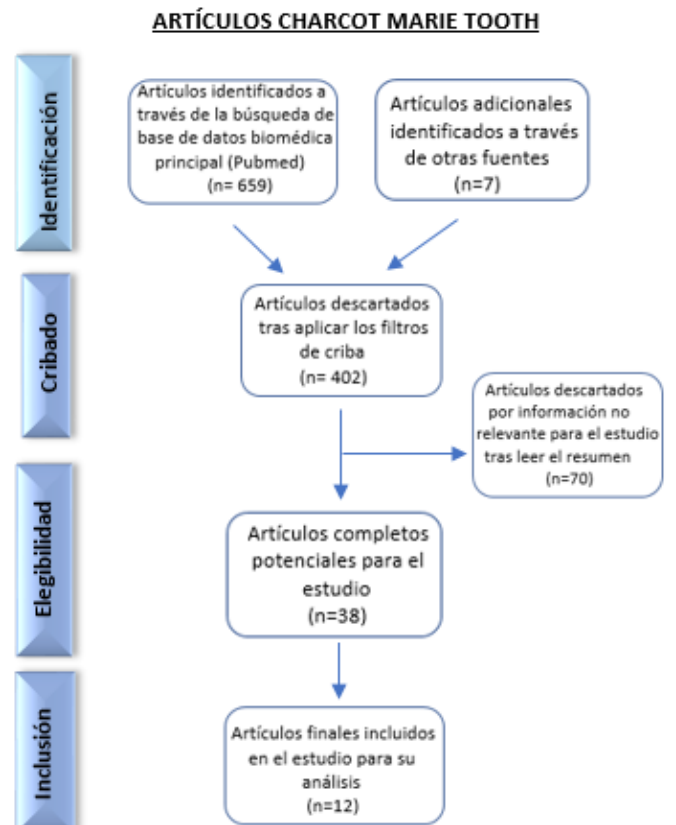 ARTÍCULOS CHARCOT MARIE TOOTH
Identificación
Artículos identificados a
través de la búsqueda de
base de datos biomédica
principal (Pubmed)
(n= 659)
Artículos adicionales
identificados a través
de otras fuentes
(n=7)
Cribado
Artículos descartados
tras aplicar los filtros
de criba
(n= 402)
Artículos descartados
por información no
relevante para el estudio
tras leer el resumen
(n=70)
Elegibilidad
Artículos completos
potenciales para el
estudio
(n=38)
Inclusión
Artículos finales incluidos
en el estudio para su
análisis
(n=12)